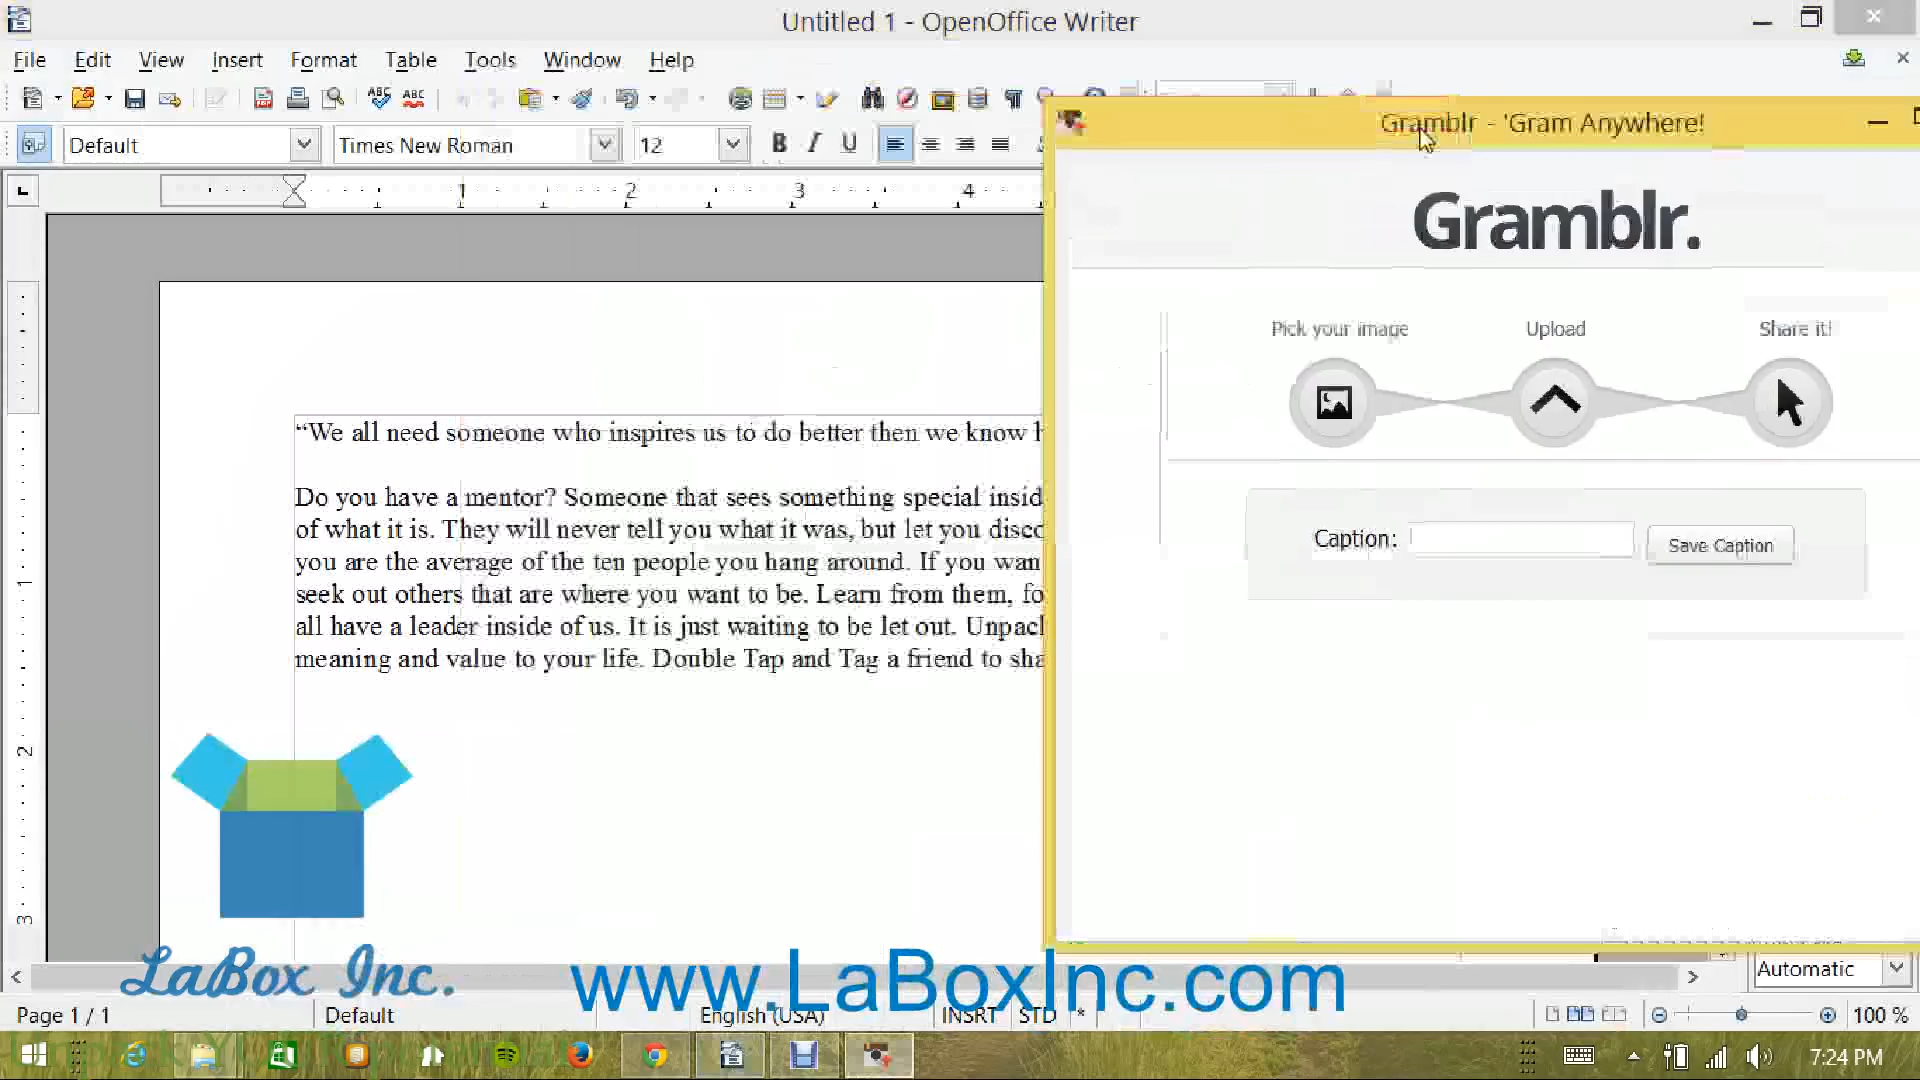 Untitled 1 - OpenOffice Writer
File Edit View Insert Format Table Tools Window Help
Default Times New Roman 12
Gramblr - 'Gram Anywhere!
1 2 3 4
Gramblr.
Pick your image Upload Share it!
Caption: Save Caption
“We all need someone who inspires us to do better then we know
Do you have a mentor? Someone that sees something special
of what it is. They will never tell you what it was, but let you
you are the average of the ten people you hang around. If you
seek out others that are where you want to be. Learn from them,
all have a leader inside of us. It is just waiting to be let out.
meaning and value to your life. Double Tap and Tag a friend to
1
2
3
LaBox Inc. www.LaBoxInc.com
Automatic
Page 1 / 1 Default English (USA) INSRT STD * 100 %
7:24 PM